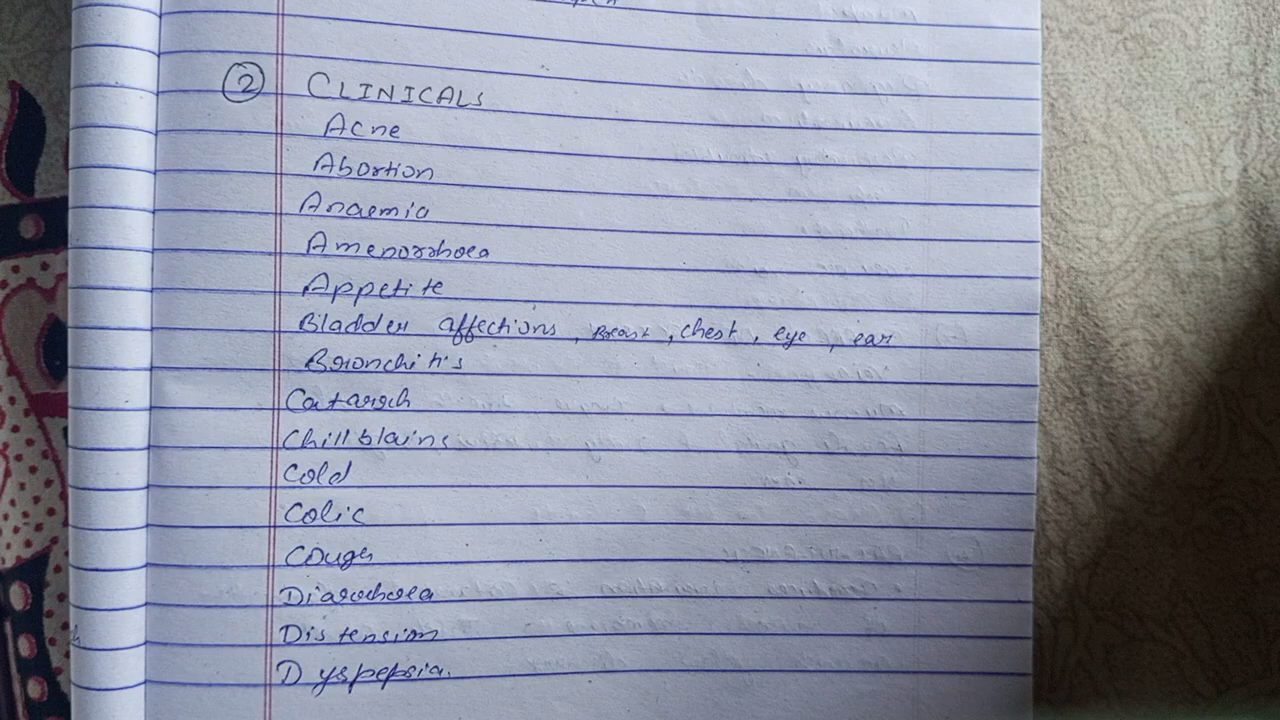 ② CLINICALS
Acne
Abortion
Anaemia
Amenorrhoea
Appetite
Bladder affections, Breast, chest, eye, ear
Bronchitis
Catarrh
Chillblains
Cold
Colic
Cough
Diarrhoea
Distension
Dyspepsia.